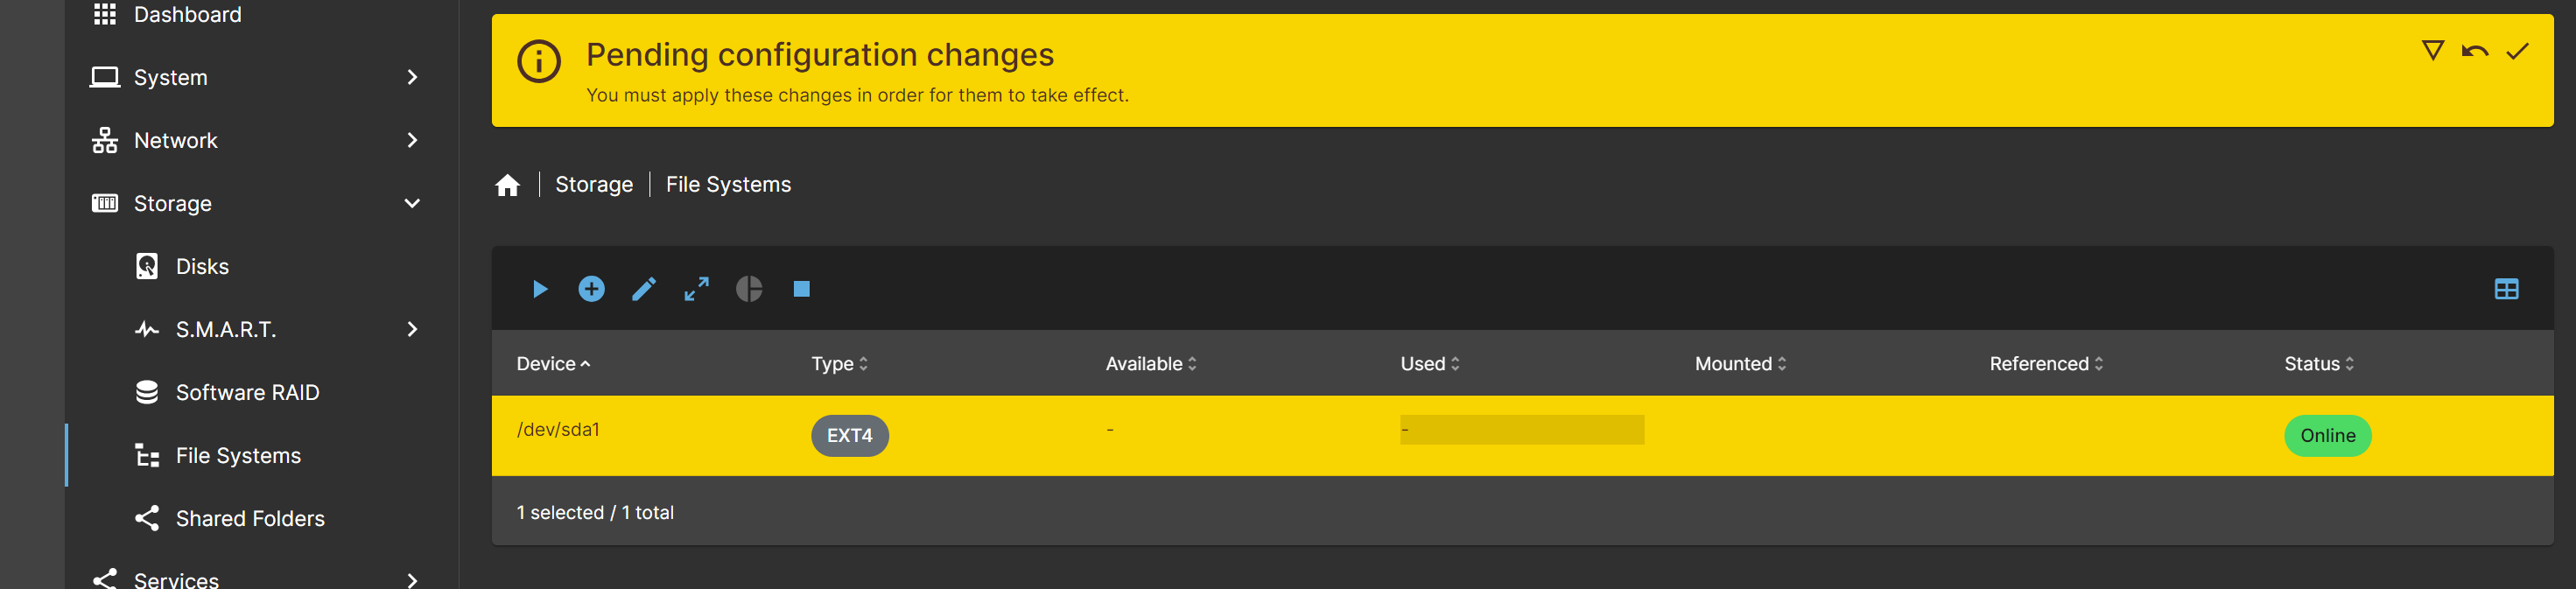 Dashboard
System
Network
Storage
Disks
S.M.A.R.T.
Software RAID
File Systems
Shared Folders
Services
Pending configuration changes
You must apply these changes in order for them to take effect.
Storage | File Systems
Device Type Available Used Mounted Referenced Status
/dev/sda1 EXT4 - - Online
1 selected / 1 total